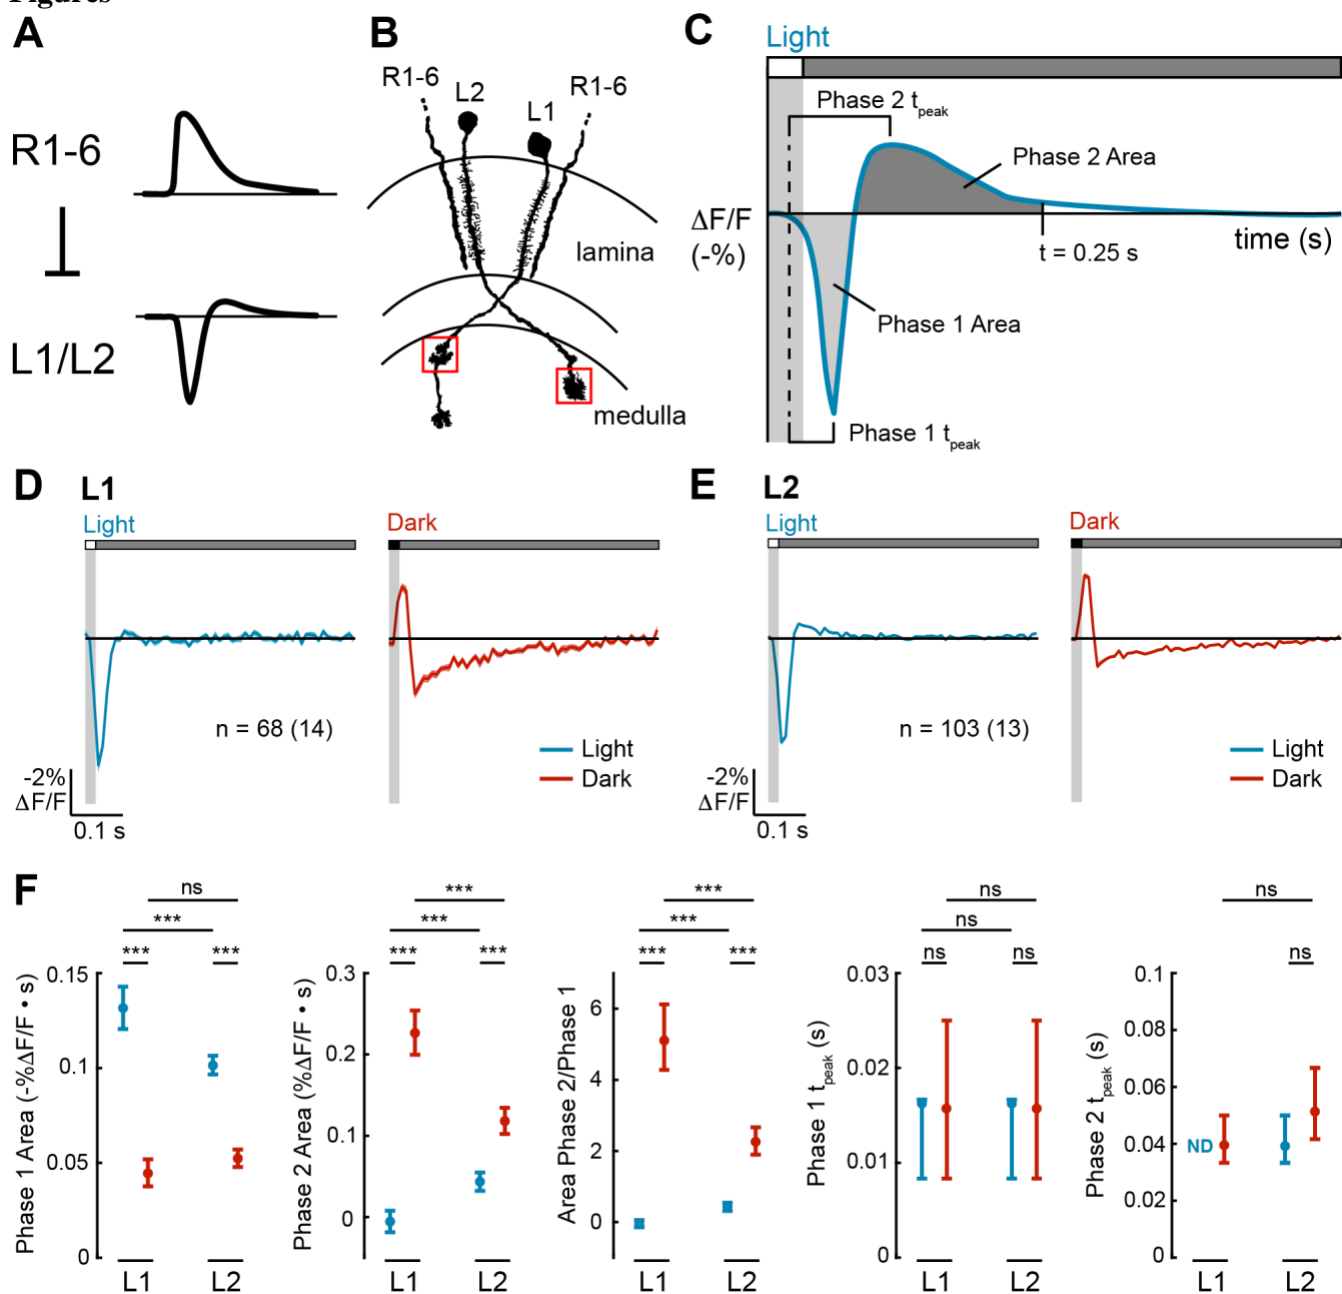 Figures
A
R1-6
L1/L2
B
R1-6
L2
L1
R1-6
lamina
medulla
C
Light
Phase 2 tpeak
Phase 2 Area
ΔF/F
(-%)
time (s)
t = 0.25 s
Phase 1 Area
Phase 1 tpeak
D
L1
Light
Dark
n = 68 (14)
Light
Dark
-2%
ΔF/F
0.1 s
E
L2
Light
Dark
n = 103 (13)
Light
Dark
-2%
ΔF/F
0.1 s
F
ns
***
*** ***
Phase 1 Area (-%ΔF/F • s)
0.15
0.1
0.05
0
L1 L2
***
***
*** ***
Phase 2 Area (%ΔF/F • s)
0.3
0.2
0.1
0
L1 L2
***
***
*** ***
Area Phase 2/Phase 1
6
4
2
0
L1 L2
ns
ns
ns ns
Phase 1 tpeak (s)
0.03
0.02
0.01
0
L1 L2
ns
ns
Phase 2 tpeak (s)
0.1
0.08
0.06
0.04
0.02
0
ND
L1 L2